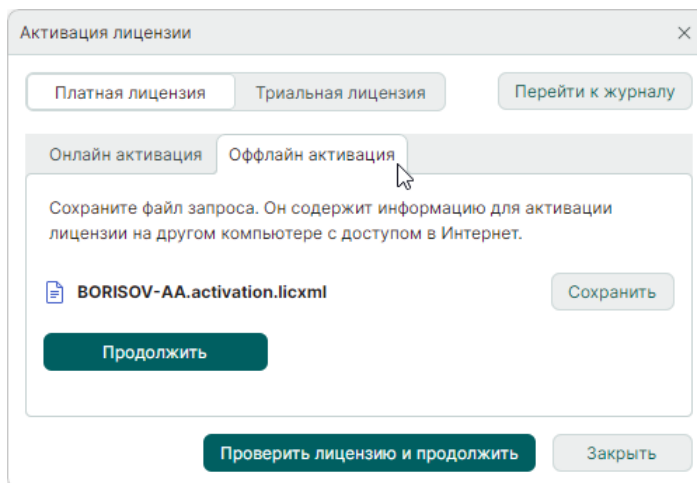 Активация лицензии
Платная лицензия
Триальная лицензия
Перейти к журналу
Онлайн активация
Оффлайн активация
Сохраните файл запроса. Он содержит информацию для активации
лицензии на другом компьютере с доступом в Интернет.
BORISOV-AA.activation.licxml
Сохранить
Продолжить
Проверить лицензию и продолжить
Закрыть